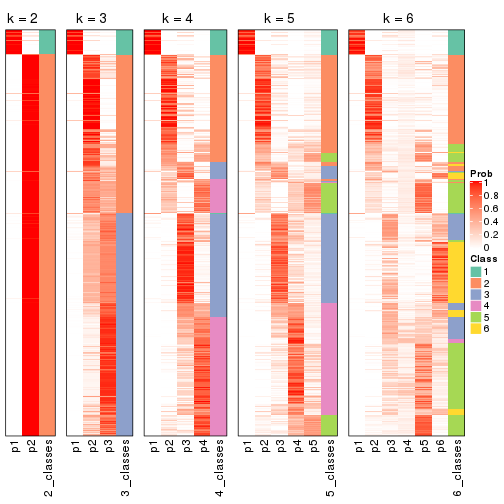 k = 2
k = 3
k = 4
k = 5
k = 6
Prob
1
0.8
0.6
0.4
0.2
0
Class
1
2
3
4
5
6
p1
p2
2_classes
p1
p2
p3
3_classes
p1
p2
p3
p4
4_classes
p1
p2
p3
p4
p5
5_classes
p1
p2
p3
p4
p5
p6
6_classes